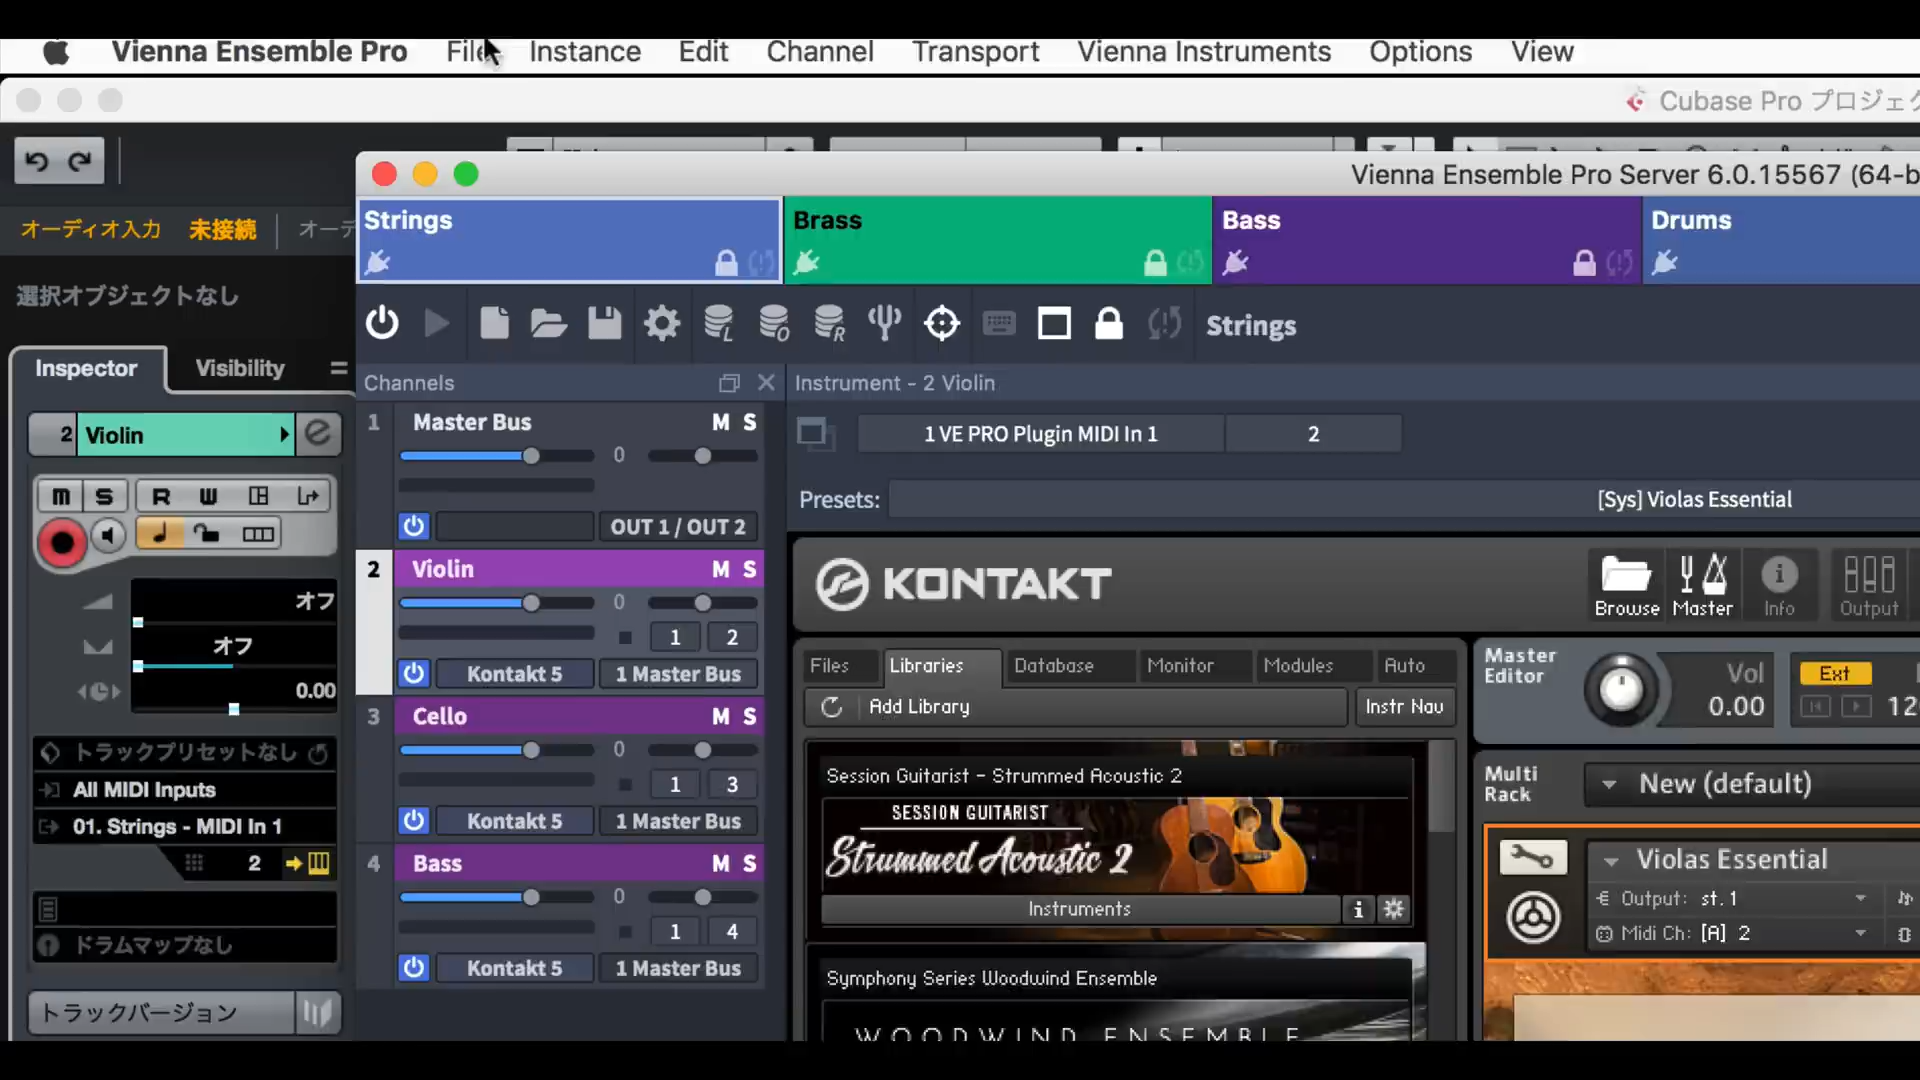 Vienna Ensemble Pro File Instance Edit Channel Transport Vienna Instruments Options View
Cubase Pro プロジェク
Vienna Ensemble Pro Server 6.0.15567 (64-b
オーディオ入力 未接続 オーデ
選択オブジェクトなし
Inspector Visibility
2 Violin
M S R W
オフ
オフ
0.00
トラックプリセットなし
All MIDI Inputs
01. Strings - MIDI In 1
2
ドラムマップなし
トラックバージョン
Strings Brass Bass Drums
L O R Strings
Channels
1 Master Bus M S
0
OUT 1 / OUT 2
2 Violin M S
0
1 2
Kontakt 5 1 Master Bus
3 Cello M S
0
1 3
Kontakt 5 1 Master Bus
4 Bass M S
0
1 4
Kontakt 5 1 Master Bus
Instrument - 2 Violin
1 VE PRO Plugin MIDI In 1 2
Presets: [Sys] Violas Essential
KONTAKT
Browse Master Info Output
Files Libraries Database Monitor Modules Auto
Add Library Instr Nav
Session Guitarist - Strummed Acoustic 2
SESSION GUITARIST
Strummed Acoustic 2
Instruments i
Symphony Series Woodwind Ensemble
WOODWIND ENSEMBLE
Master
Editor
Vol
0.00
Ext
12
Multi
Rack
New (default)
Violas Essential
Output: st. 1
Midi Ch: [A] 2